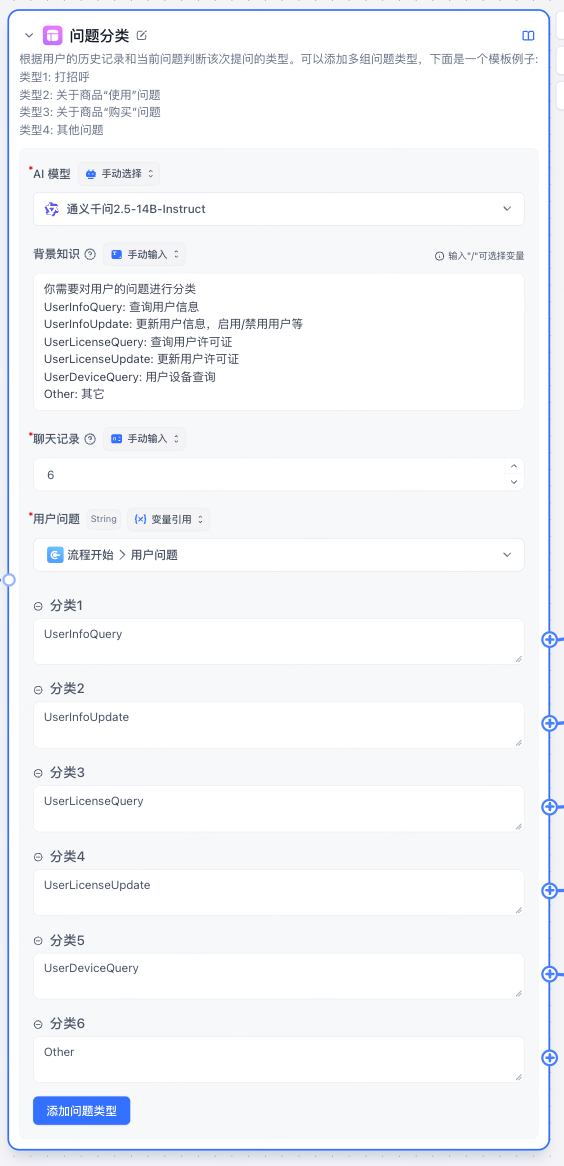 问题分类
根据用户的历史记录和当前问题判断该次提问的类型。可以添加多组问题类型，下面是一个模板例子:
类型1: 打招呼
类型2: 关于商品“使用”问题
类型3: 关于商品“购买”问题
类型4: 其他问题
*AI 模型 手动选择
通义千问2.5-14B-Instruct
背景知识 手动输入 输入"/"可选择变量
你需要对用户的问题进行分类
UserInfoQuery: 查询用户信息
UserInfoUpdate: 更新用户信息，启用/禁用用户等
UserLicenseQuery: 查询用户许可证
UserLicenseUpdate: 更新用户许可证
UserDeviceQuery: 用户设备查询
Other: 其它
*聊天记录 手动输入
6
*用户问题 String (x) 变量引用
流程开始 > 用户问题
分类1
UserInfoQuery
分类2
UserInfoUpdate
分类3
UserLicenseQuery
分类4
UserLicenseUpdate
分类5
UserDeviceQuery
分类6
Other
添加问题类型